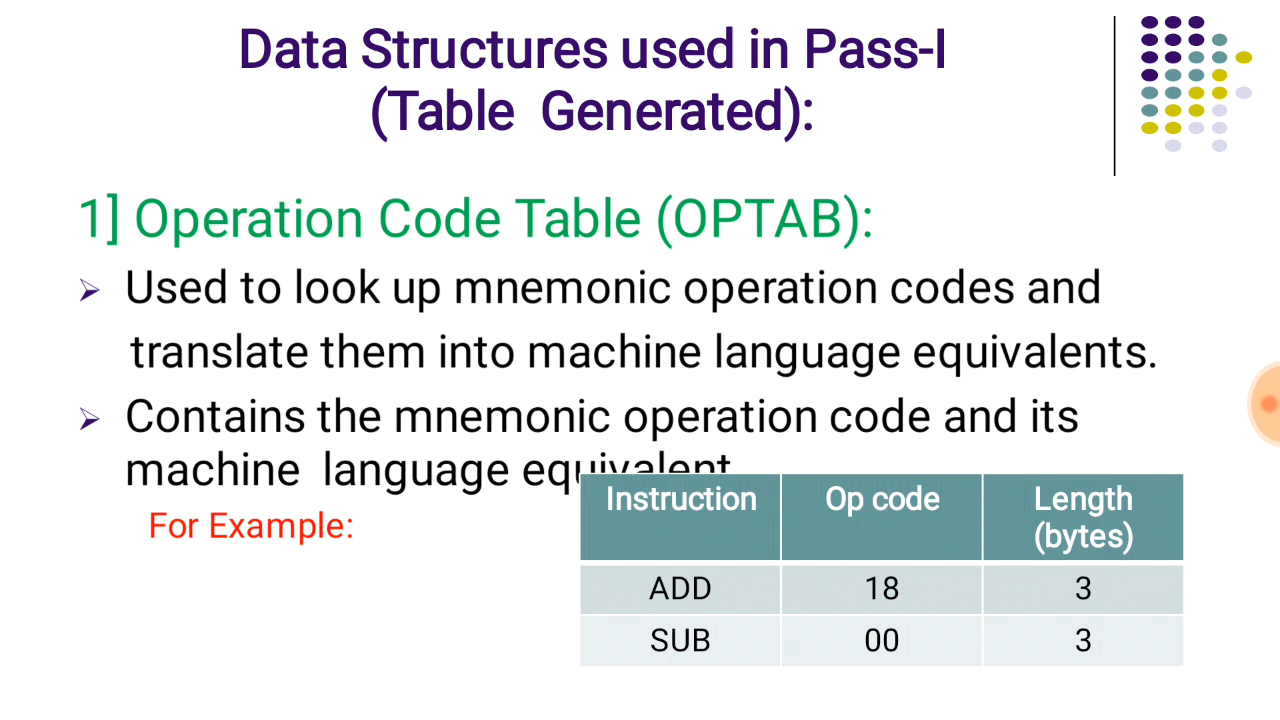 Data Structures used in Pass-I
(Table Generated):
1] Operation Code Table (OPTAB):
Used to look up mnemonic operation codes and
translate them into machine language equivalents.
Contains the mnemonic operation code and its
machine language equivalent
For Example:
Instruction Op code Length (bytes)
ADD 18 3
SUB 00 3